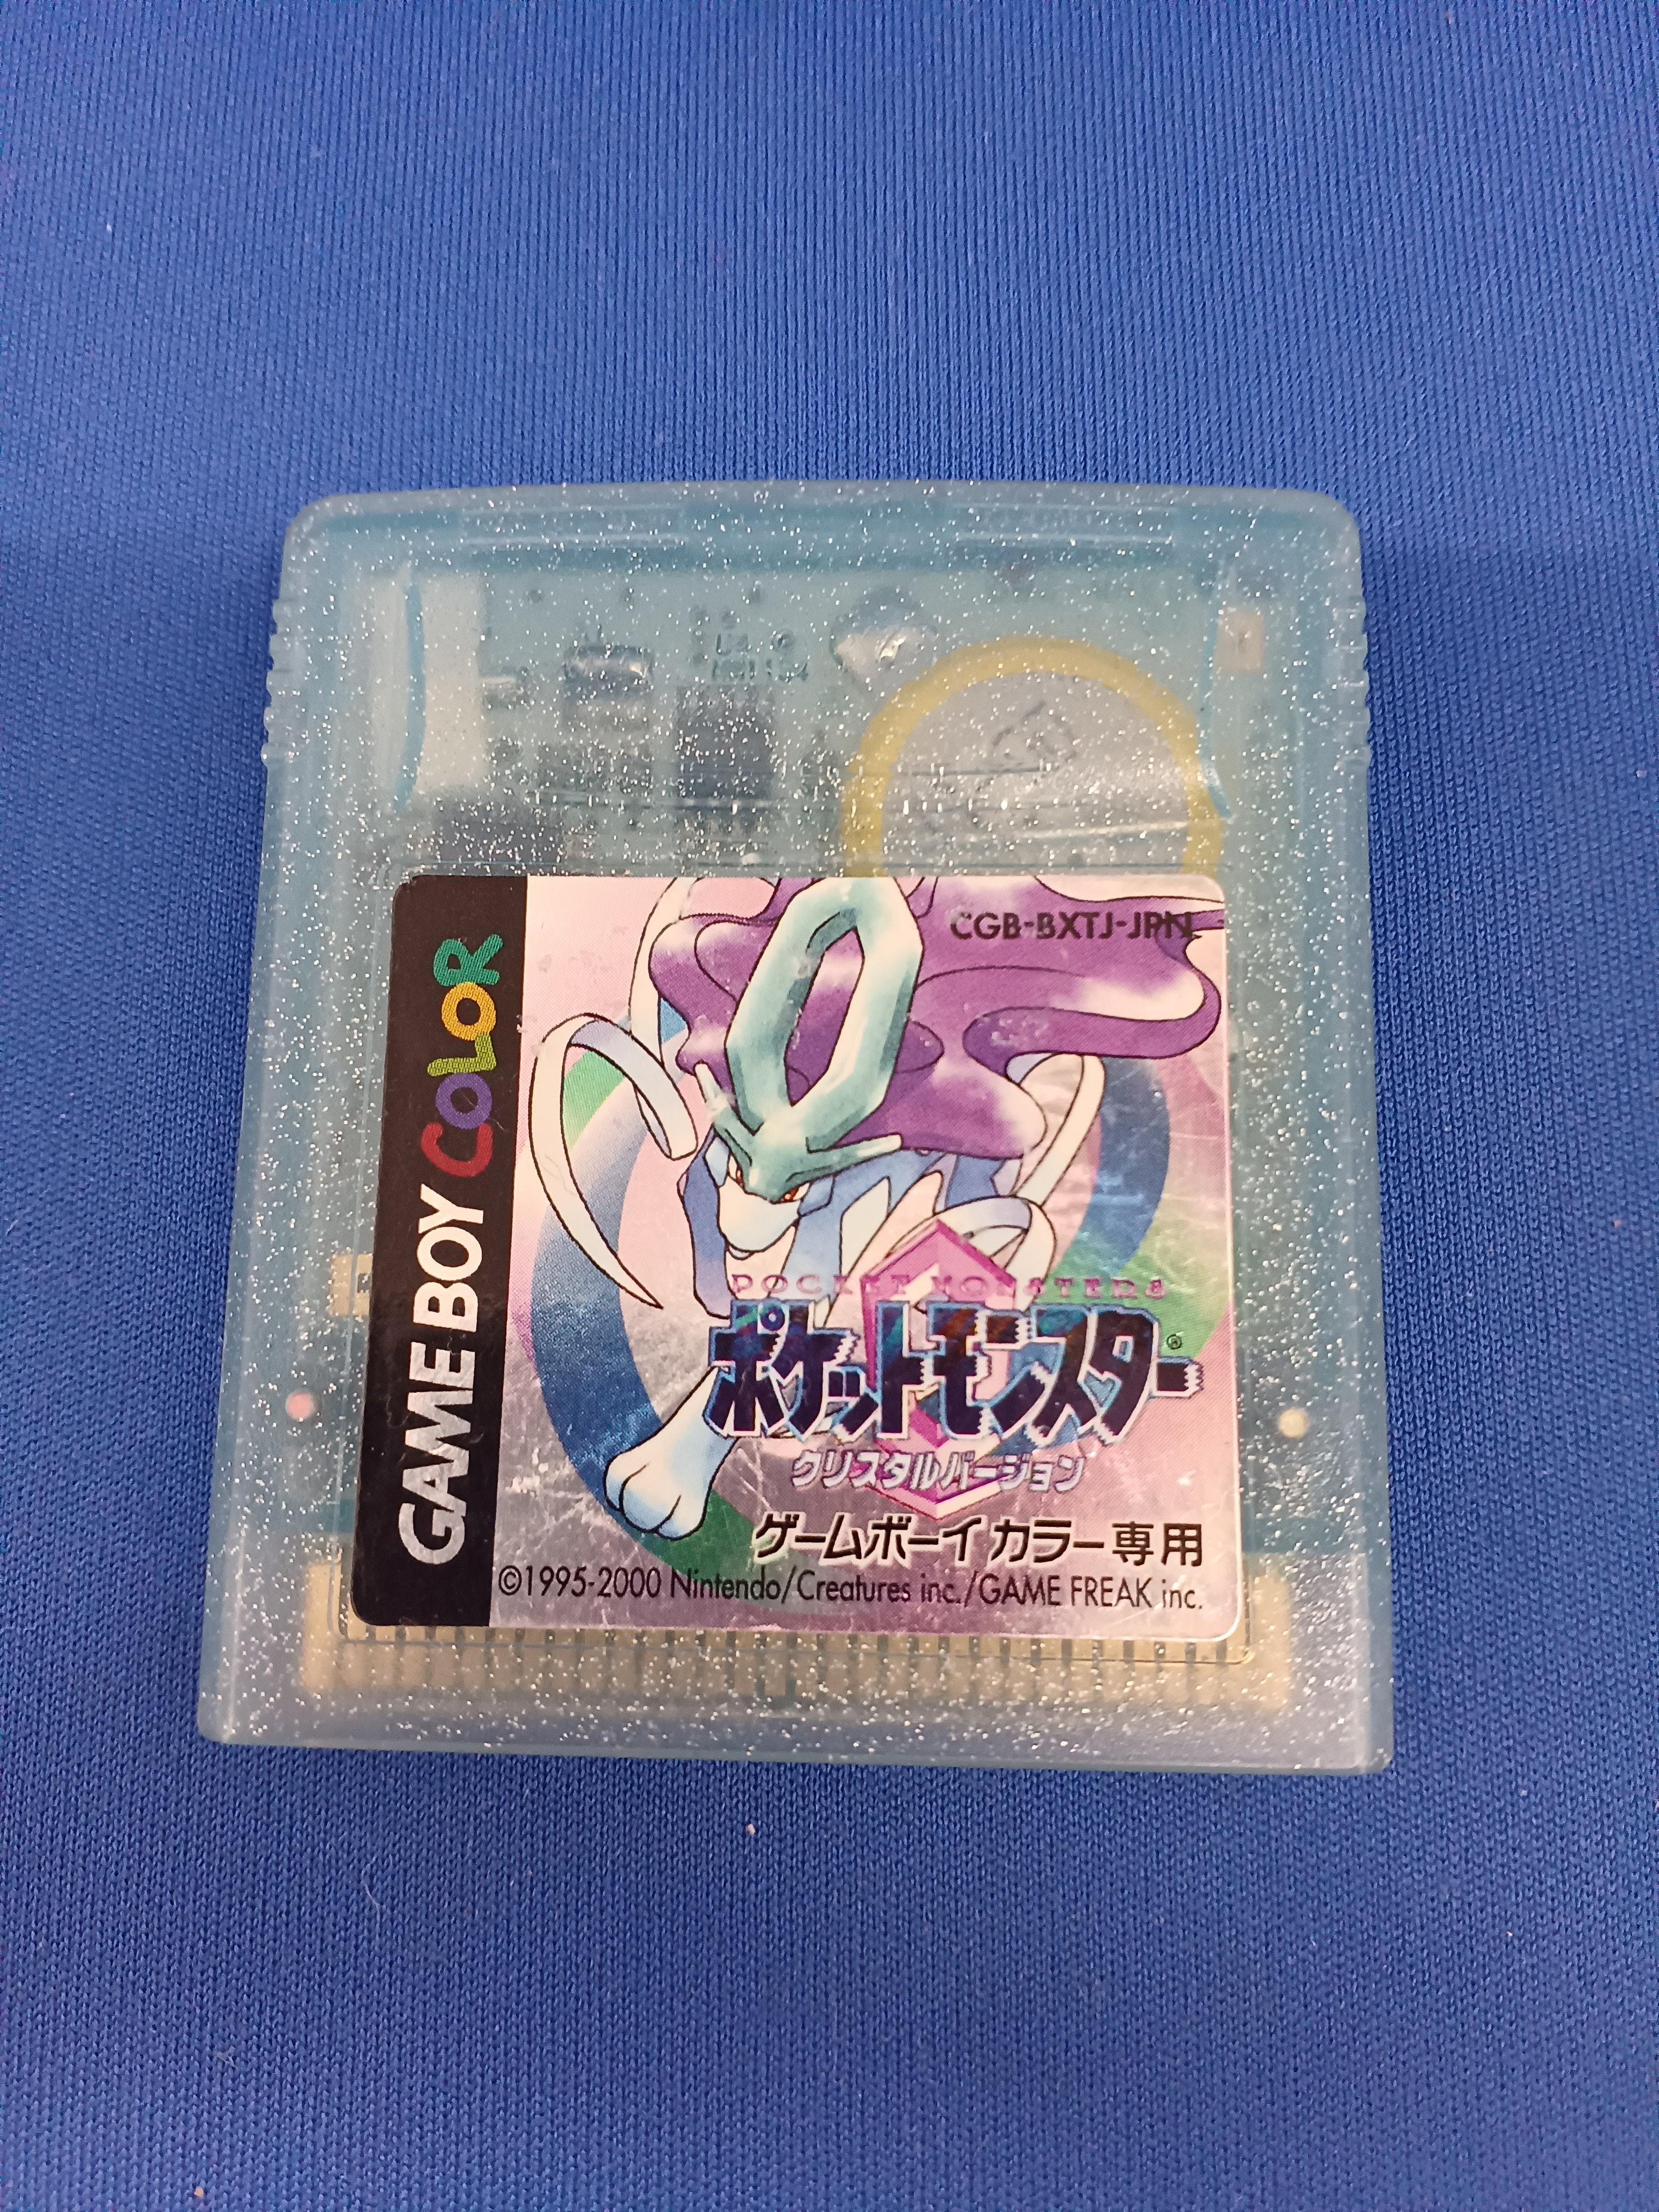 CGB-BXTJ-JPN
GAME BOY COLOR
POCKET MONSTERS
ポケットモンスター®
クリスタルバージョン
ゲームボーイカラー専用
©1995-2000 Nintendo/Creatures inc./GAME FREAK inc.